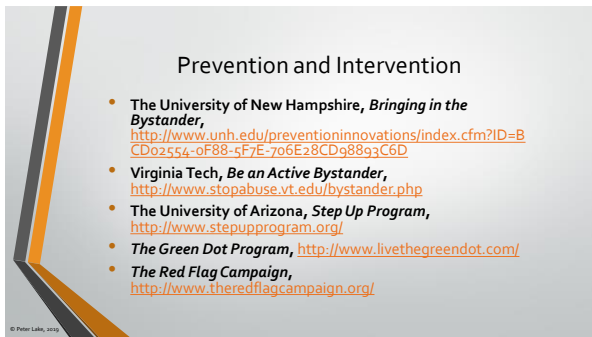 Prevention and Intervention
• The University of New Hampshire, Bringing in the
Bystander,
http://www.unh.edu/preventioninnovations/index.cfm?ID=B
CD02554-0F88-5F7E-706E28CD98893C6D
• Virginia Tech, Be an Active Bystander,
http://www.stopabuse.vt.edu/bystander.php
• The University of Arizona, Step Up Program,
http://www.stepupprogram.org/
• The Green Dot Program, http://www.livethegreendot.com/
• The Red Flag Campaign,
http://www.theredflagcampaign.org/
© Peter Lake, 2019